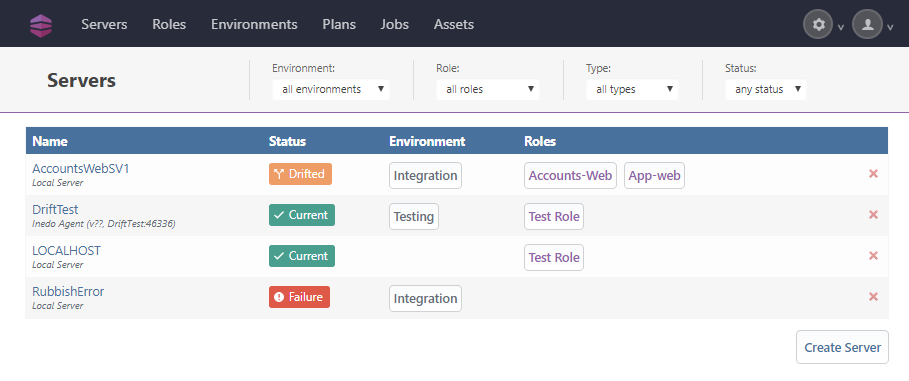 Servers Roles Environments Plans Jobs Assets
Servers
Environment: Role: Type: Status:
all environments all roles all types any status
Name Status Environment Roles
AccountsWebSV1 Drifted Integration Accounts-Web App-web
Local Server
DriftTest Current Testing Test Role
Inedo Agent (v??, DriftTest:46336)
LOCALHOST Current Test Role
Local Server
RubbishError Failure Integration
Local Server
Create Server